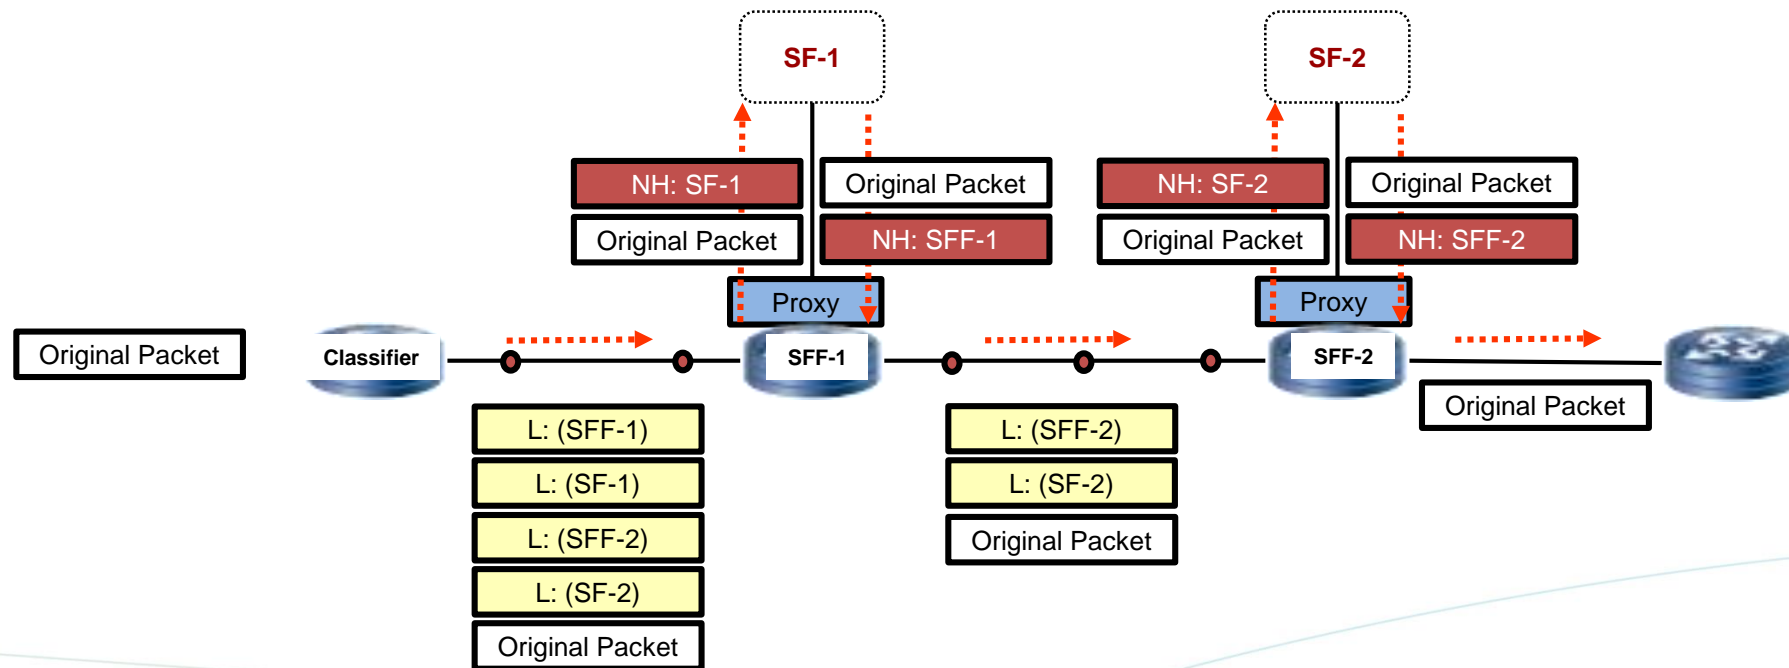 SF-1
SF-2
NH: SF-1
Original Packet
NH: SF-2
Original Packet
Original Packet
NH: SFF-1
Original Packet
NH: SFF-2
Proxy
Proxy
Original Packet
Classifier
SFF-1
SFF-2
Original Packet
L: (SFF-1)
L: (SF-1)
L: (SFF-2)
L: (SF-2)
Original Packet
L: (SFF-2)
L: (SF-2)
Original Packet